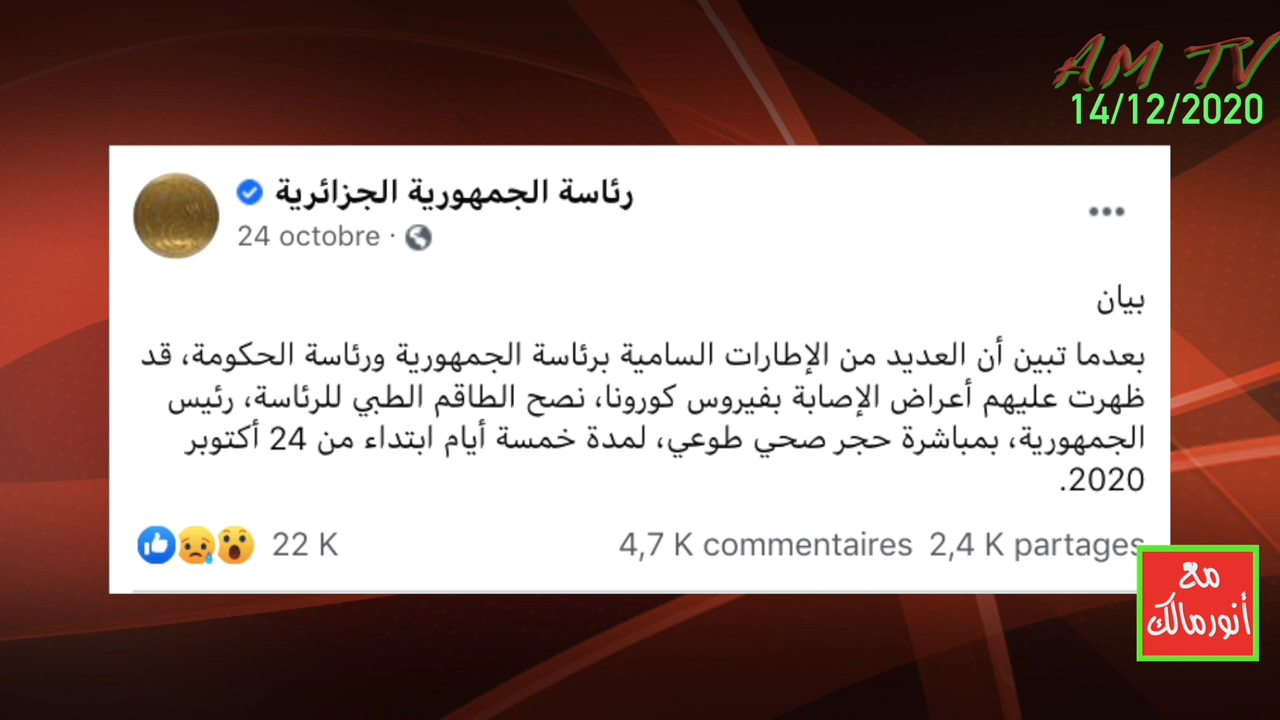 AM TV
14/12/2020
رئاسة الجمهورية الجزائرية
24 octobre ·
بيان
بعدما تبين أن العديد من الإطارات السامية برئاسة الجمهورية ورئاسة الحكومة، قد
ظهرت عليهم أعراض الإصابة بفيروس كورونا، نصح الطاقم الطبي للرئاسة، رئيس
الجمهورية، بمباشرة حجر صحي طوعي، لمدة خمسة أيام ابتداء من 24 أكتوبر
2020.
22 K 4,7 K commentaires 2,4 K partages
مع
أنورمالك